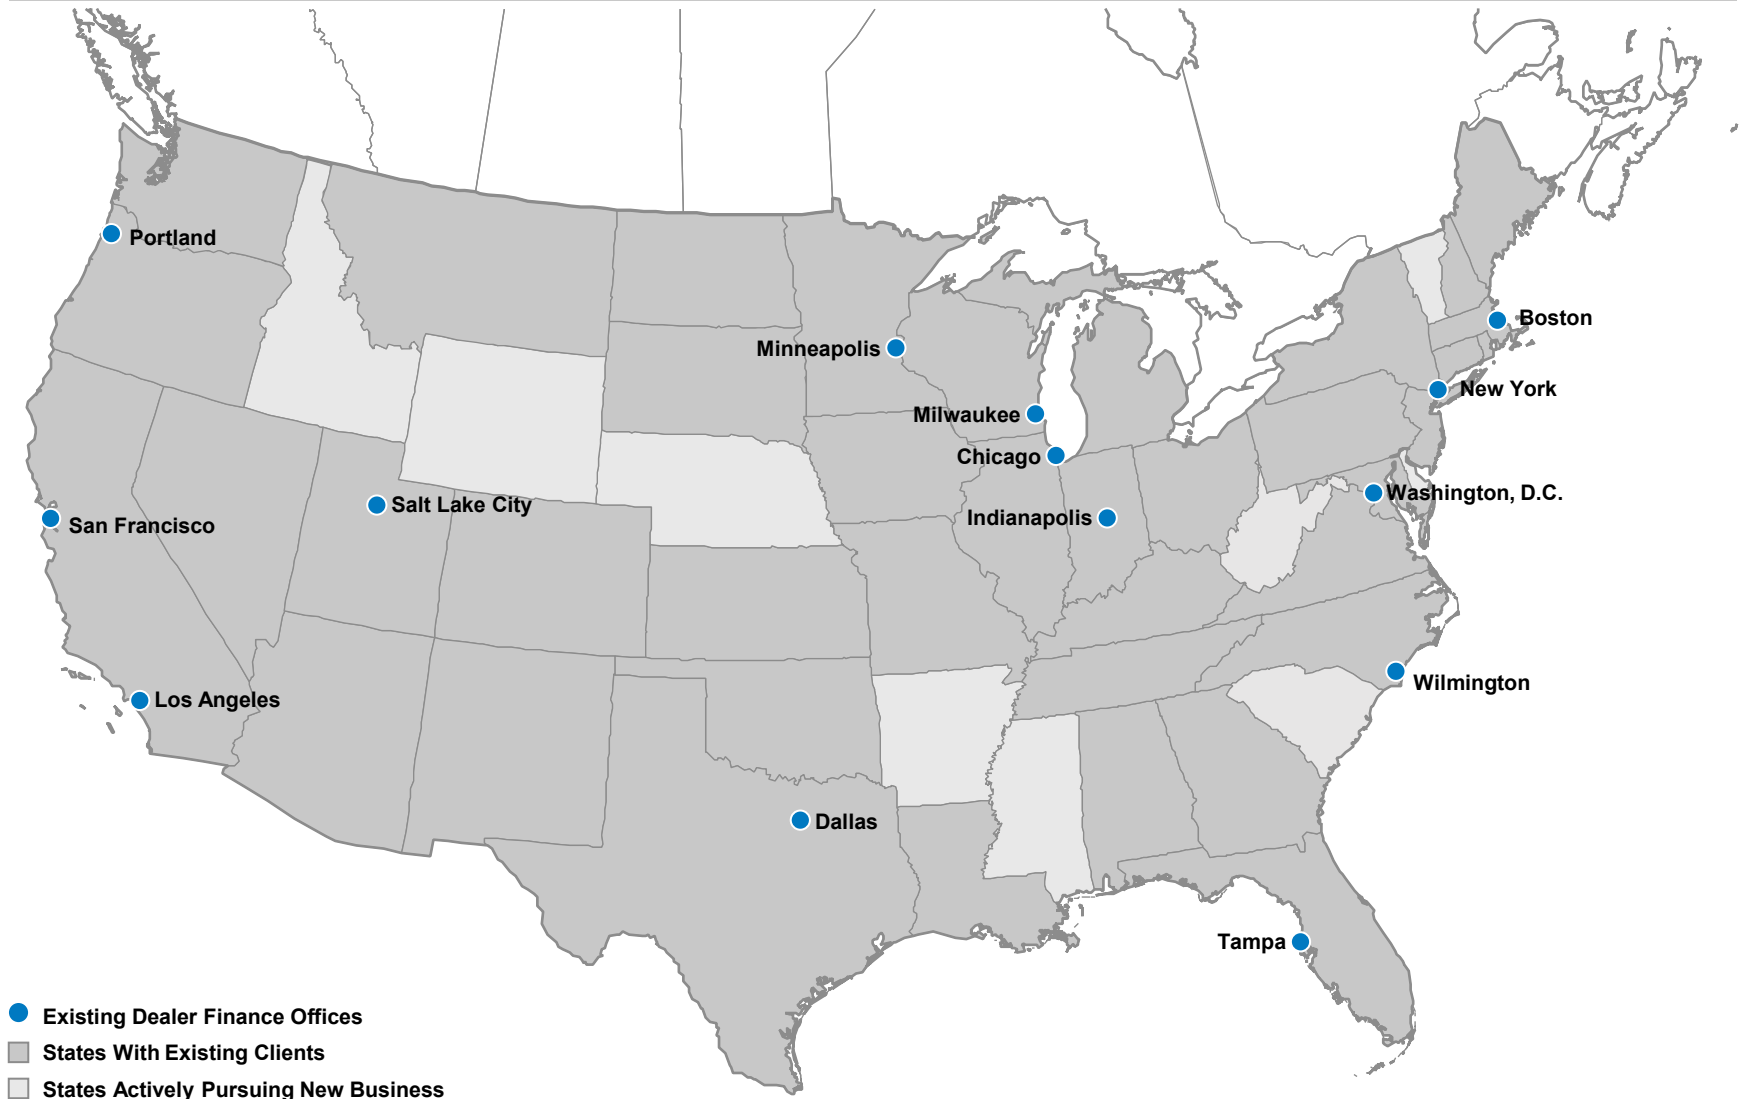 Portland
Boston
Minneapolis
New York
Milwaukee
Chicago
Washington, D.C.
Salt Lake City
San Francisco
Indianapolis
Wilmington
Los Angeles
Dallas
Tampa
Existing Dealer Finance Offices
States With Existing Clients
States Actively Pursuing New Business